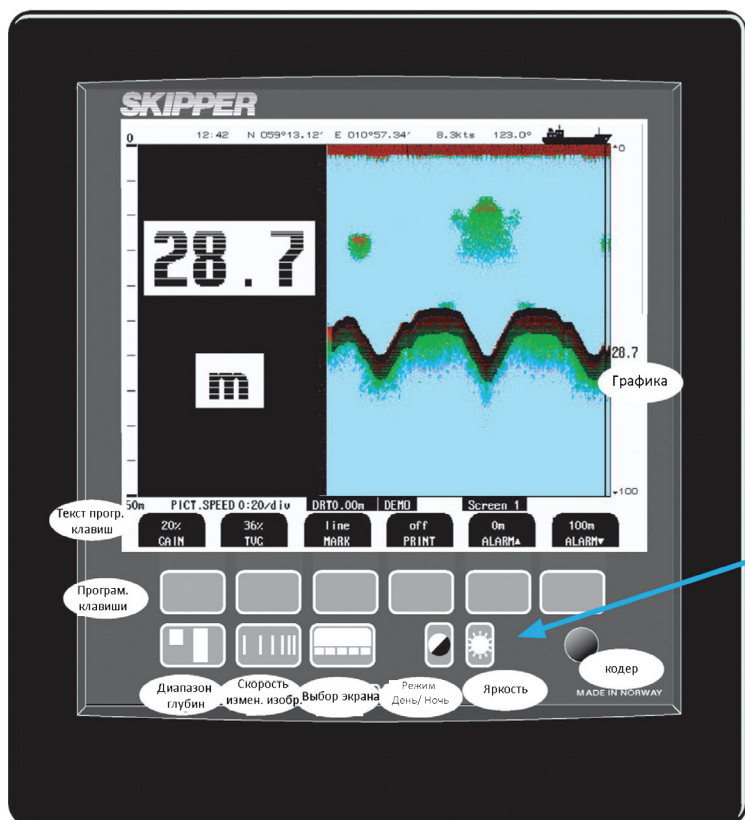 SKIPPER
0 12:42 N 059°13.12' E 010°57.34' 8.3kts 123.0°
0
28.7
m
28.7
Графика
100
50m PICT.SPEED 0:20/div DRT0.00m DEMO Screen 1
Текст прогр.
клавиш
20% 36% line off 0m 100m
GAIN TVG MARK PRINT ALARM▲ ALARM▼
Програм.
клавиши
Диапазон
глубин
Скорость
измен. изобр.
Выбор экрана
Режим
День/ Ночь
Яркость
кодер
MADE IN NORWAY